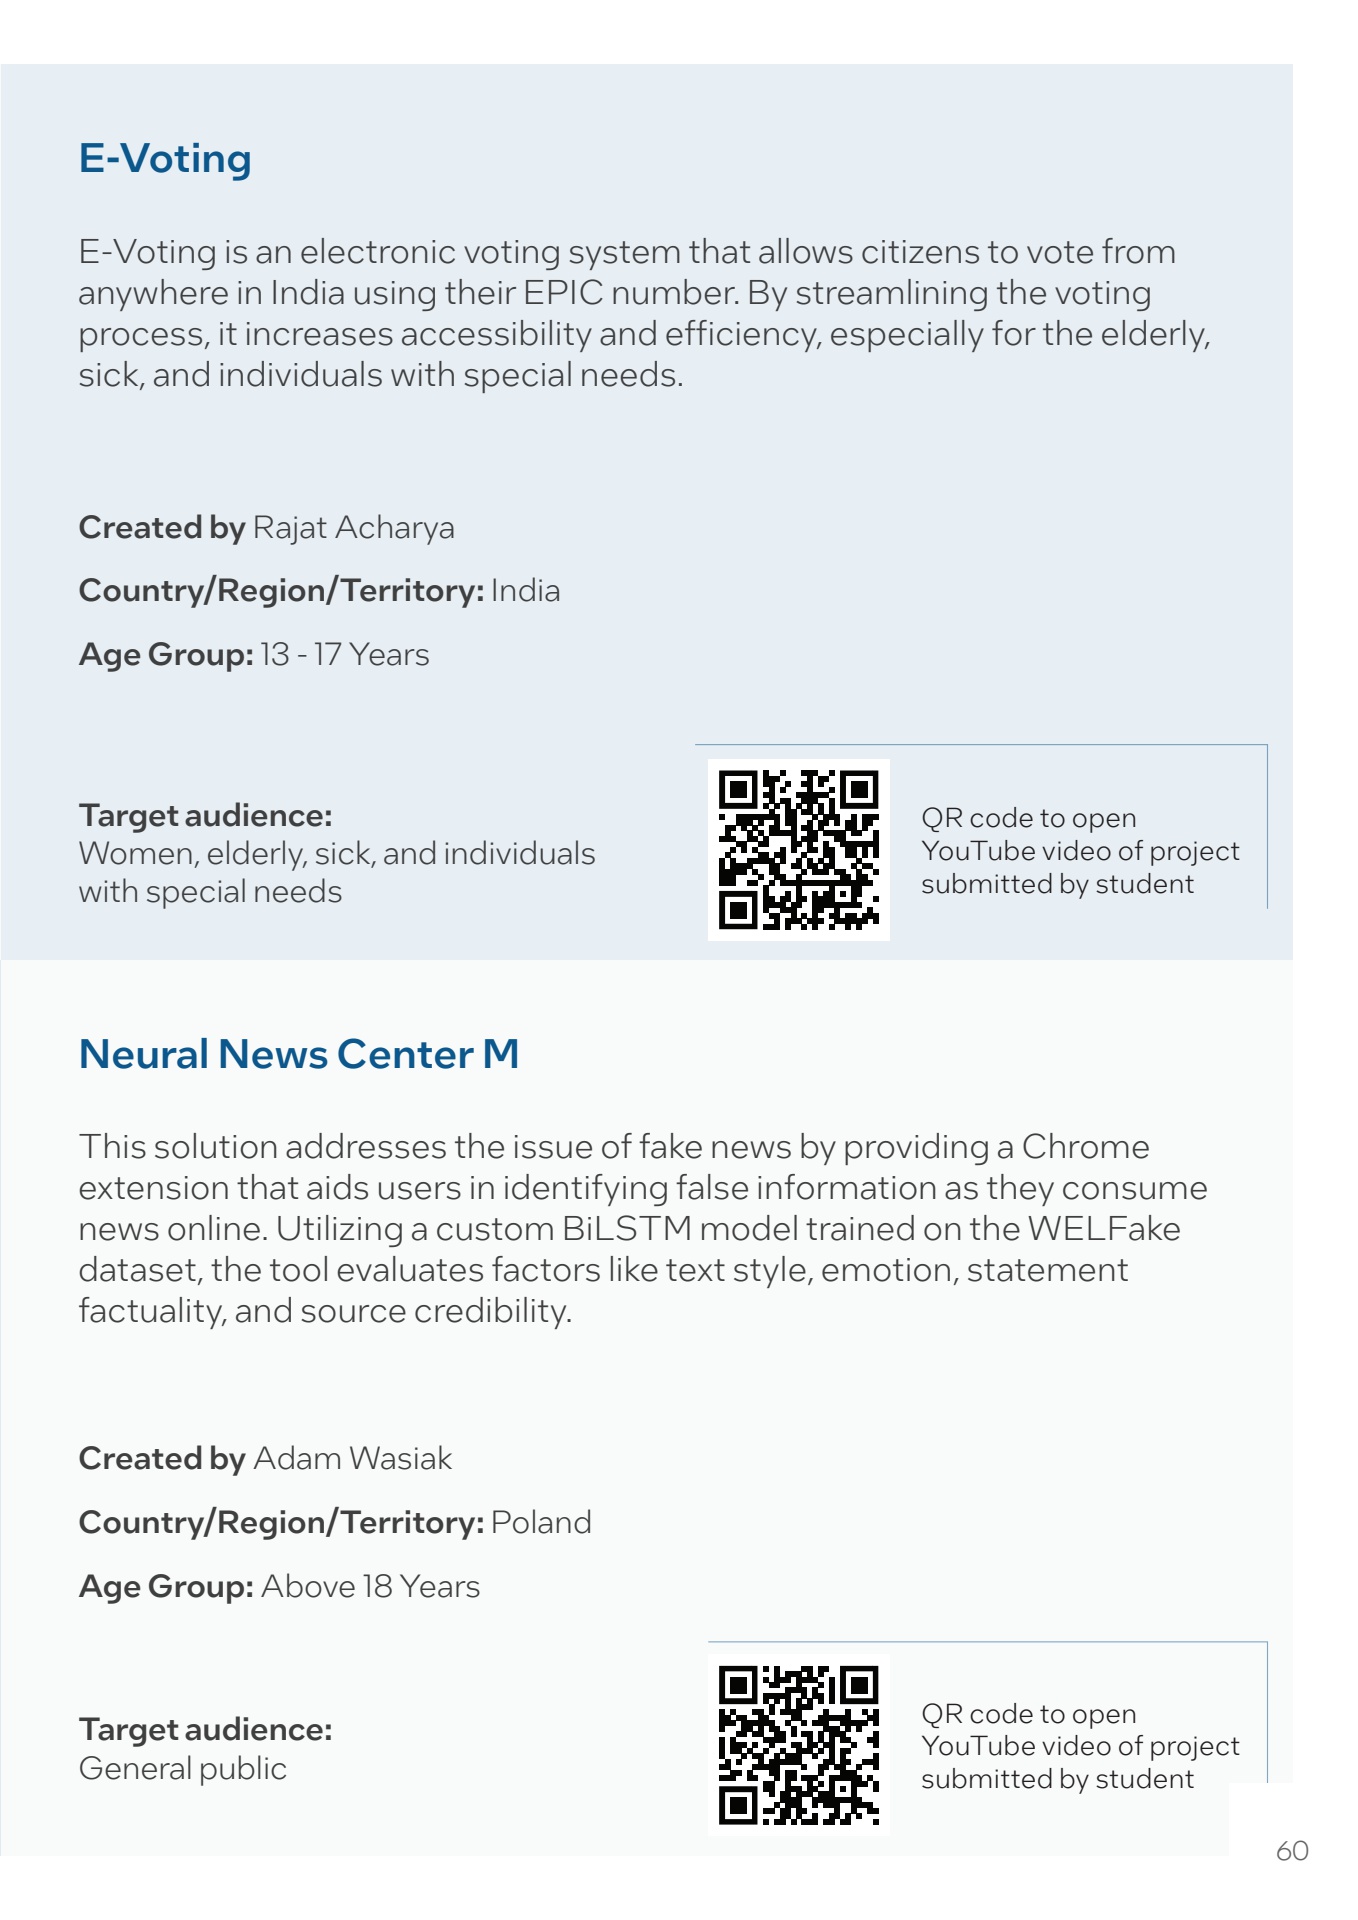 E-Voting
E-Voting is an electronic voting system that allows citizens to vote from
anywhere in India using their EPIC number. By streamlining the voting
process, it increases accessibility and efficiency, especially for the elderly,
sick, and individuals with special needs.
Created by Rajat Acharya
Country/Region/Territory: India
Age Group: 13 - 17 Years
Target audience:
Women, elderly, sick, and individuals
with special needs
QR code to open
YouTube video of project
submitted by student
Neural News Center M
This solution addresses the issue of fake news by providing a Chrome
extension that aids users in identifying false information as they consume
news online. Utilizing a custom BiLSTM model trained on the WELFake
dataset, the tool evaluates factors like text style, emotion, statement
factuality, and source credibility.
Created by Adam Wasiak
Country/Region/Territory: Poland
Age Group: Above 18 Years
Target audience:
General public
QR code to open
YouTube video of project
submitted by student
60